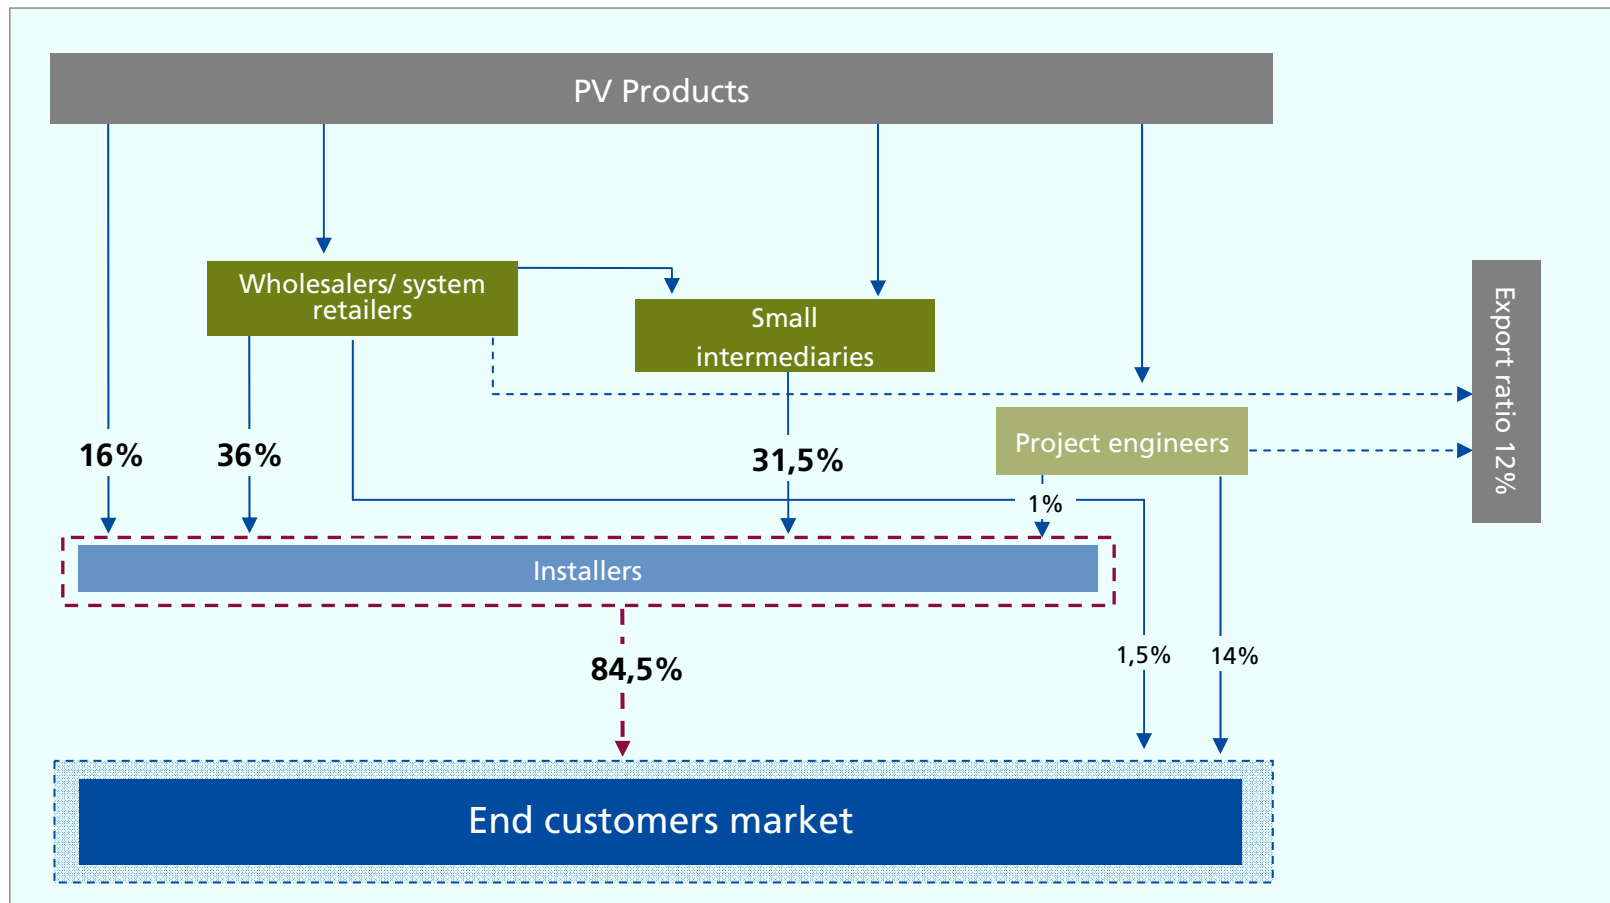 PV Products
Wholesalers/ system
retailers
Small
intermediaries
Export ratio 12%
Project engineers
16%
36%
31,5%
1%
Installers
84,5%
1,5%
14%
End customers market